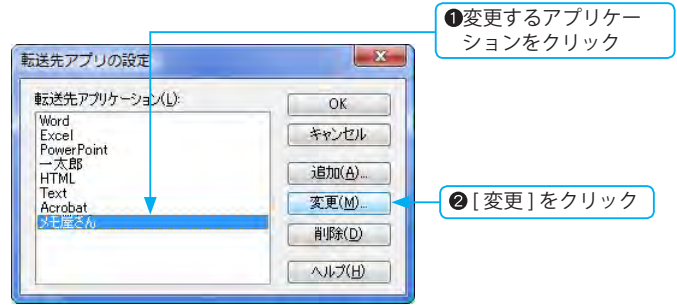 ❶変更するアプリケー
ションをクリック
転送先アプリの設定
転送先アプリケーション(L):
Word
Excel
PowerPoint
一太郎
HTML
Text
Acrobat
メモ屋さん
OK
キャンセル
追加(A)...
変更(M)...
削除(D)
ヘルプ(H)
❷[変更]をクリック